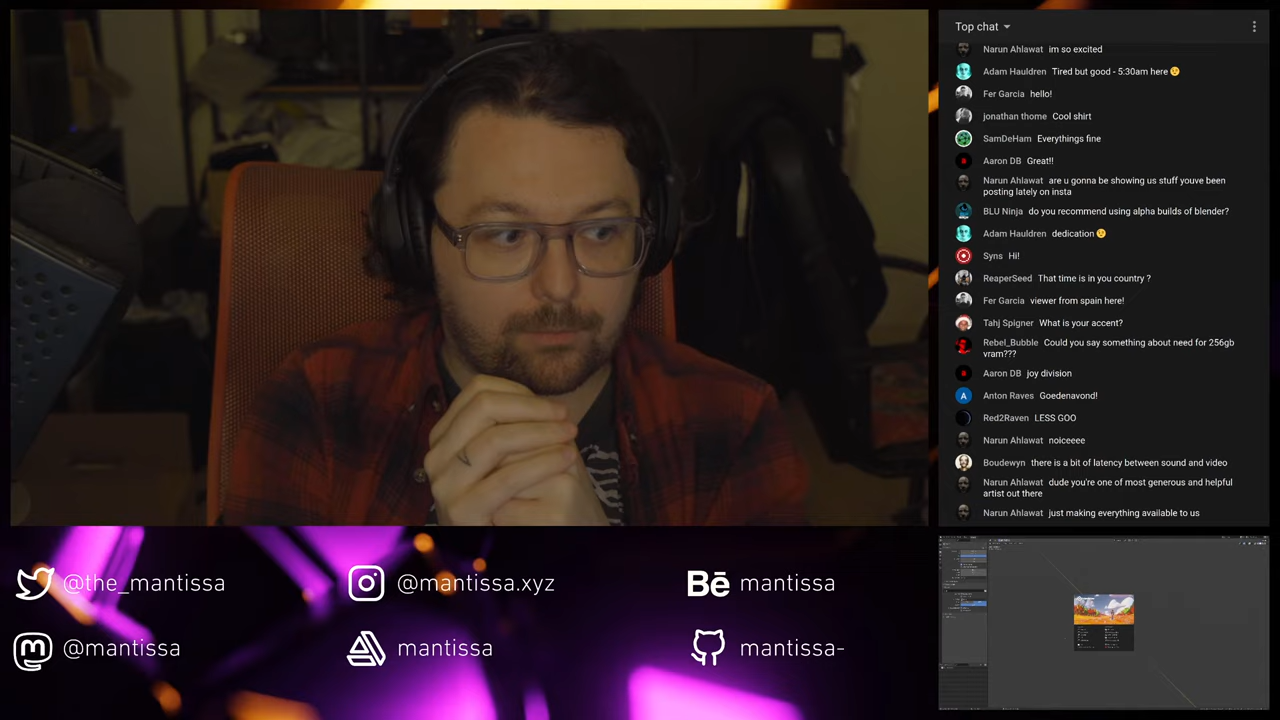 Top chat
Narun Ahlawat im so excited
Adam Hauldren Tired but good - 5:30am here
Fer Garcia hello!
jonathan thome Cool shirt
SamDeHam Everythings fine
Aaron DB Great!!
Narun Ahlawat are u gonna be showing us stuff youve been
posting lately on insta
BLU Ninja do you recommend using alpha builds of blender?
Adam Hauldren dedication
Syns Hi!
ReaperSeed That time is in you country ?
Fer Garcia viewer from spain here!
Tahj Spigner What is your accent?
Rebel_Bubble Could you say something about need for 256gb
vram???
Aaron DB joy division
A Anton Raves Goedenavond!
Red2Raven LESS GOO
Narun Ahlawat noiceeee
Boudewyn there is a bit of latency between sound and video
Narun Ahlawat dude you're one of most generous and helpful
artist out there
Narun Ahlawat just making everything available to us
@the_mantissa
@mantissa.xyz
Bē mantissa
@mantissa
mantissa
mantissa-